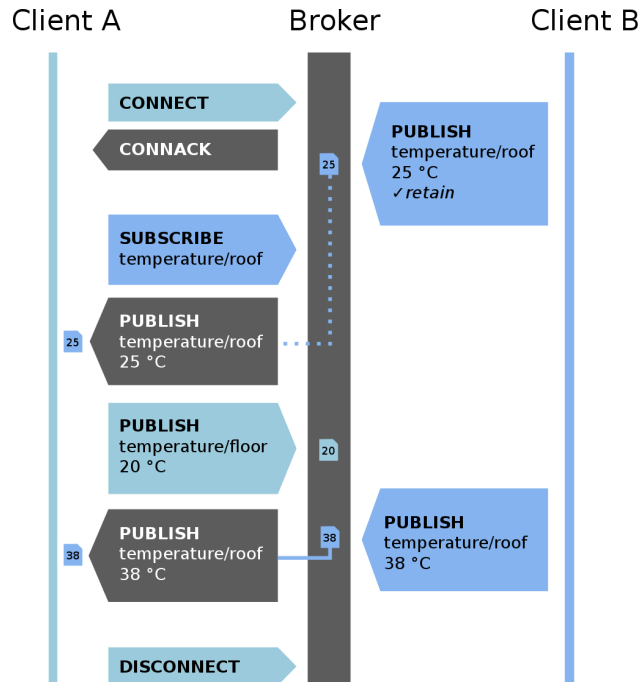 Client A
Broker
Client B
CONNECT
CONNACK
PUBLISH
temperature/roof
25 °C
✓retain
25
SUBSCRIBE
temperature/roof
PUBLISH
temperature/roof
25 °C
25
PUBLISH
temperature/floor
20 °C
20
PUBLISH
temperature/roof
38 °C
38
PUBLISH
temperature/roof
38 °C
38
DISCONNECT